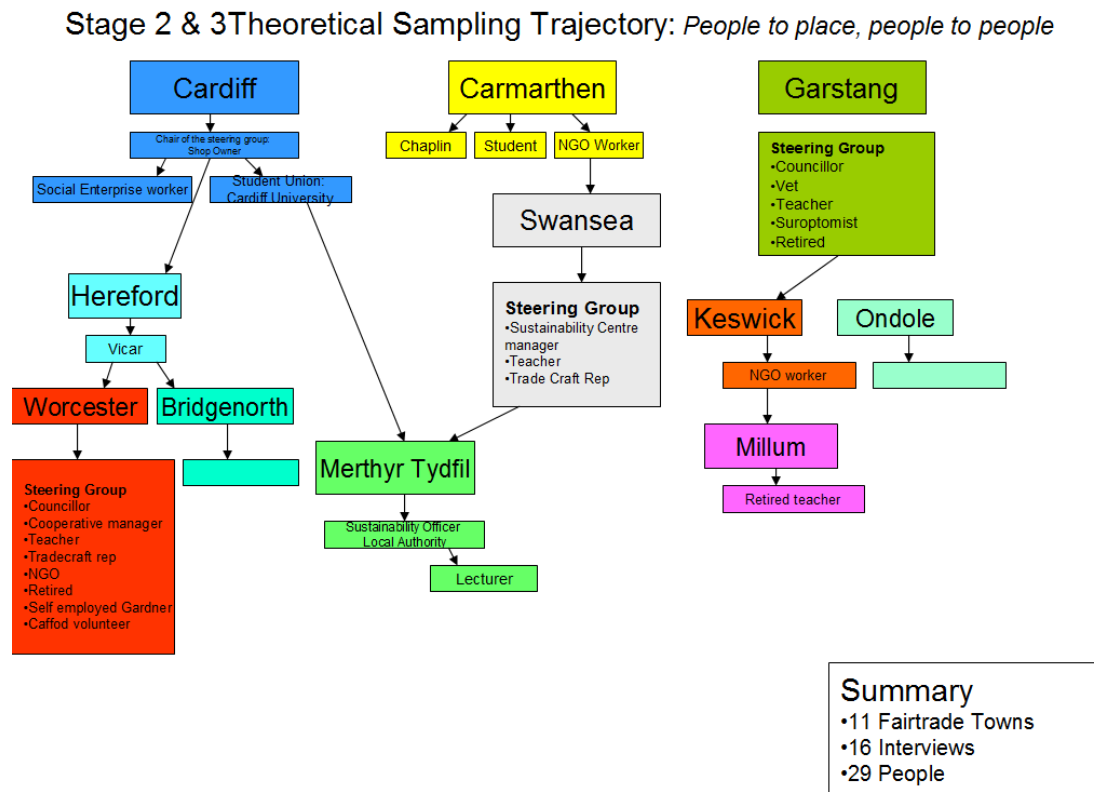 Stage 2 & 3Theoretical Sampling Trajectory: People to place, people to people
Cardiff
Chair of the steering group:
Shop Owner
Social Enterprise worker
Student Union:
Cardiff University
Hereford
Vicar
Worcester
Bridgenorth
Steering Group
•Councillor
•Cooperative manager
•Teacher
•Tradecraft rep
•NGO
•Retired
•Self employed Gardner
•Caffod volunteer
Carmarthen
Chaplin
Student
NGO Worker
Swansea
Steering Group
•Sustainability Centre
manager
•Teacher
•Trade Craft Rep
Merthyr Tydfil
Sustainability Officer
Local Authority
Lecturer
Garstang
Steering Group
•Councillor
•Vet
•Teacher
•Suroptomist
•Retired
Keswick
NGO worker
Ondole
Millum
Retired teacher
Summary
•11 Fairtrade Towns
•16 Interviews
•29 People